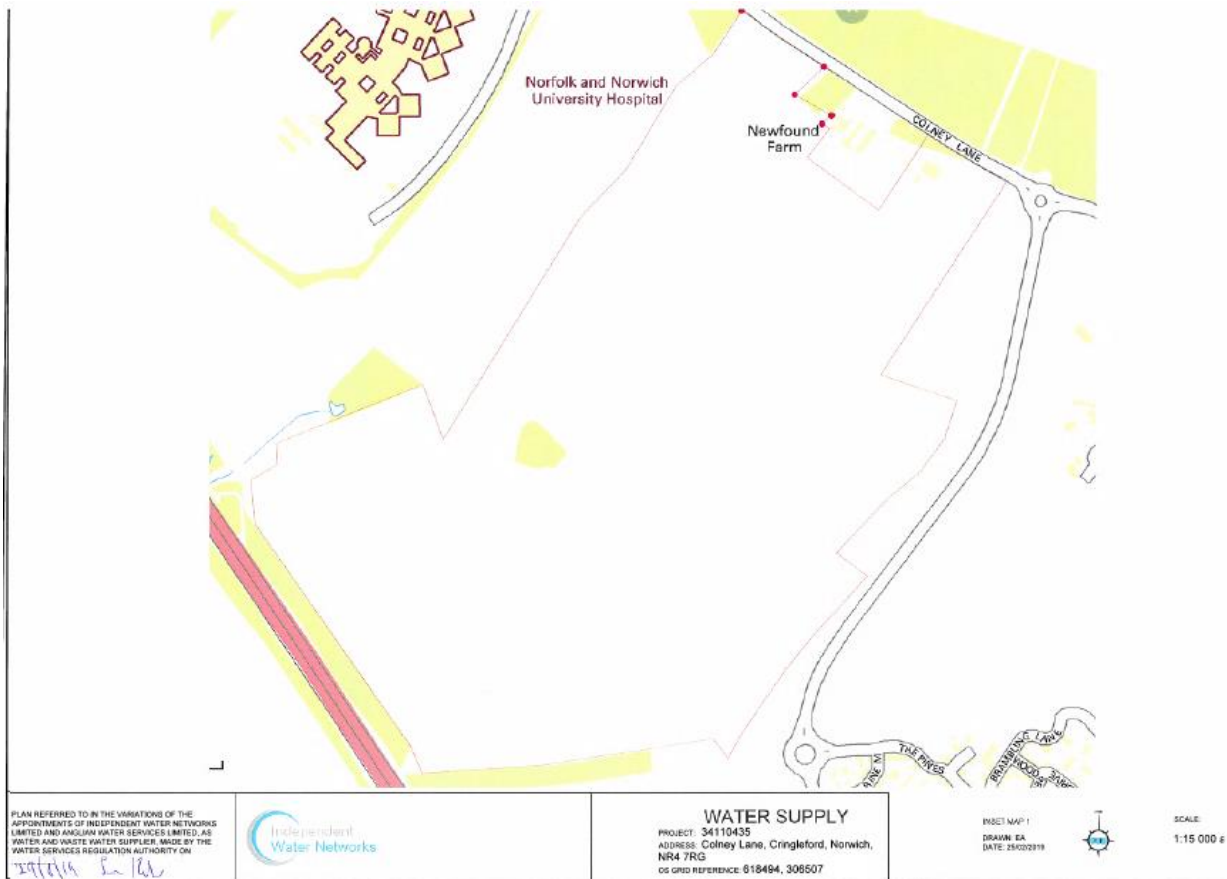 Norfolk and Norwich
University Hospital
Newfound
Farm
COLNEY LANE
THE PINES
BRAMBLING LANE
PLAN REFERRED TO IN THE VARIATIONS OF THE
APPOINTMENTS OF INDEPENDENT WATER NETWORKS
LIMITED AND ANGLIAN WATER SERVICES LIMITED, AS
WATER AND WASTE WATER SUPPLIER, MADE BY THE
WATER SERVICES REGULATION AUTHORITY ON
Independent
Water Networks
WATER SUPPLY
PROJECT: 34110435
ADDRESS: Colney Lane, Cringleford, Norwich,
NR4 7RG
OS GRID REFERENCE: 618494, 306507
INSET MAP 1
DRAWN: EA
DATE: 25/02/2019
SCALE:
1:15 000